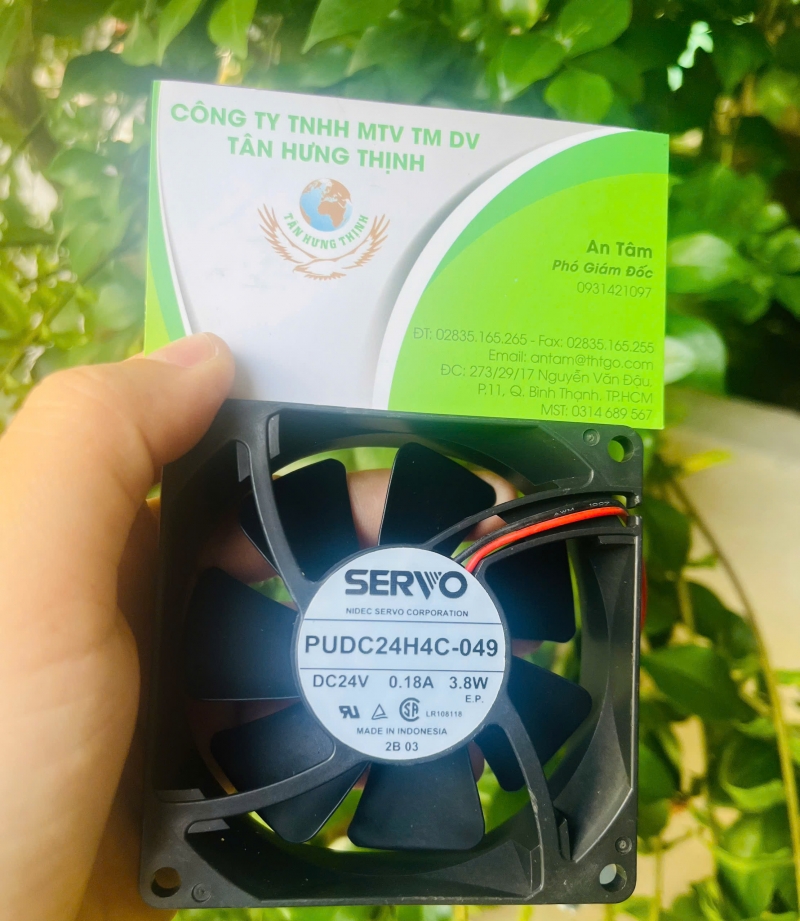 CÔNG TY TNHH MTV TM DV
TÂN HƯNG THỊNH
TÂN HƯNG THỊNH
An Tâm
Phó Giám Đốc
0931421097
ĐT: 02835.165.265 - Fax: 02835.165.255
Email: antam@thtgo.com
ĐC: 273/29/17 Nguyễn Văn Đậu,
P.11, Q. Bình Thạnh, TP.HCM
MST: 0314 689 567
AWM
SERVO
NIDEC SERVO CORPORATION
PUDC24H4C-049
DC24V 0.18A 3.8W
E.P.
LR106118
MADE IN INDONESIA
2B 03